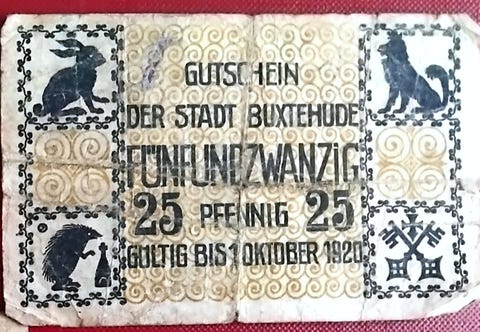 GUTSCHEIN
DER STADT BUXTEHUDE
FÜNFUNDZWANZIG
25 PFENNIG 25
GÜLTIG BIS 1 OKTOBER 1920